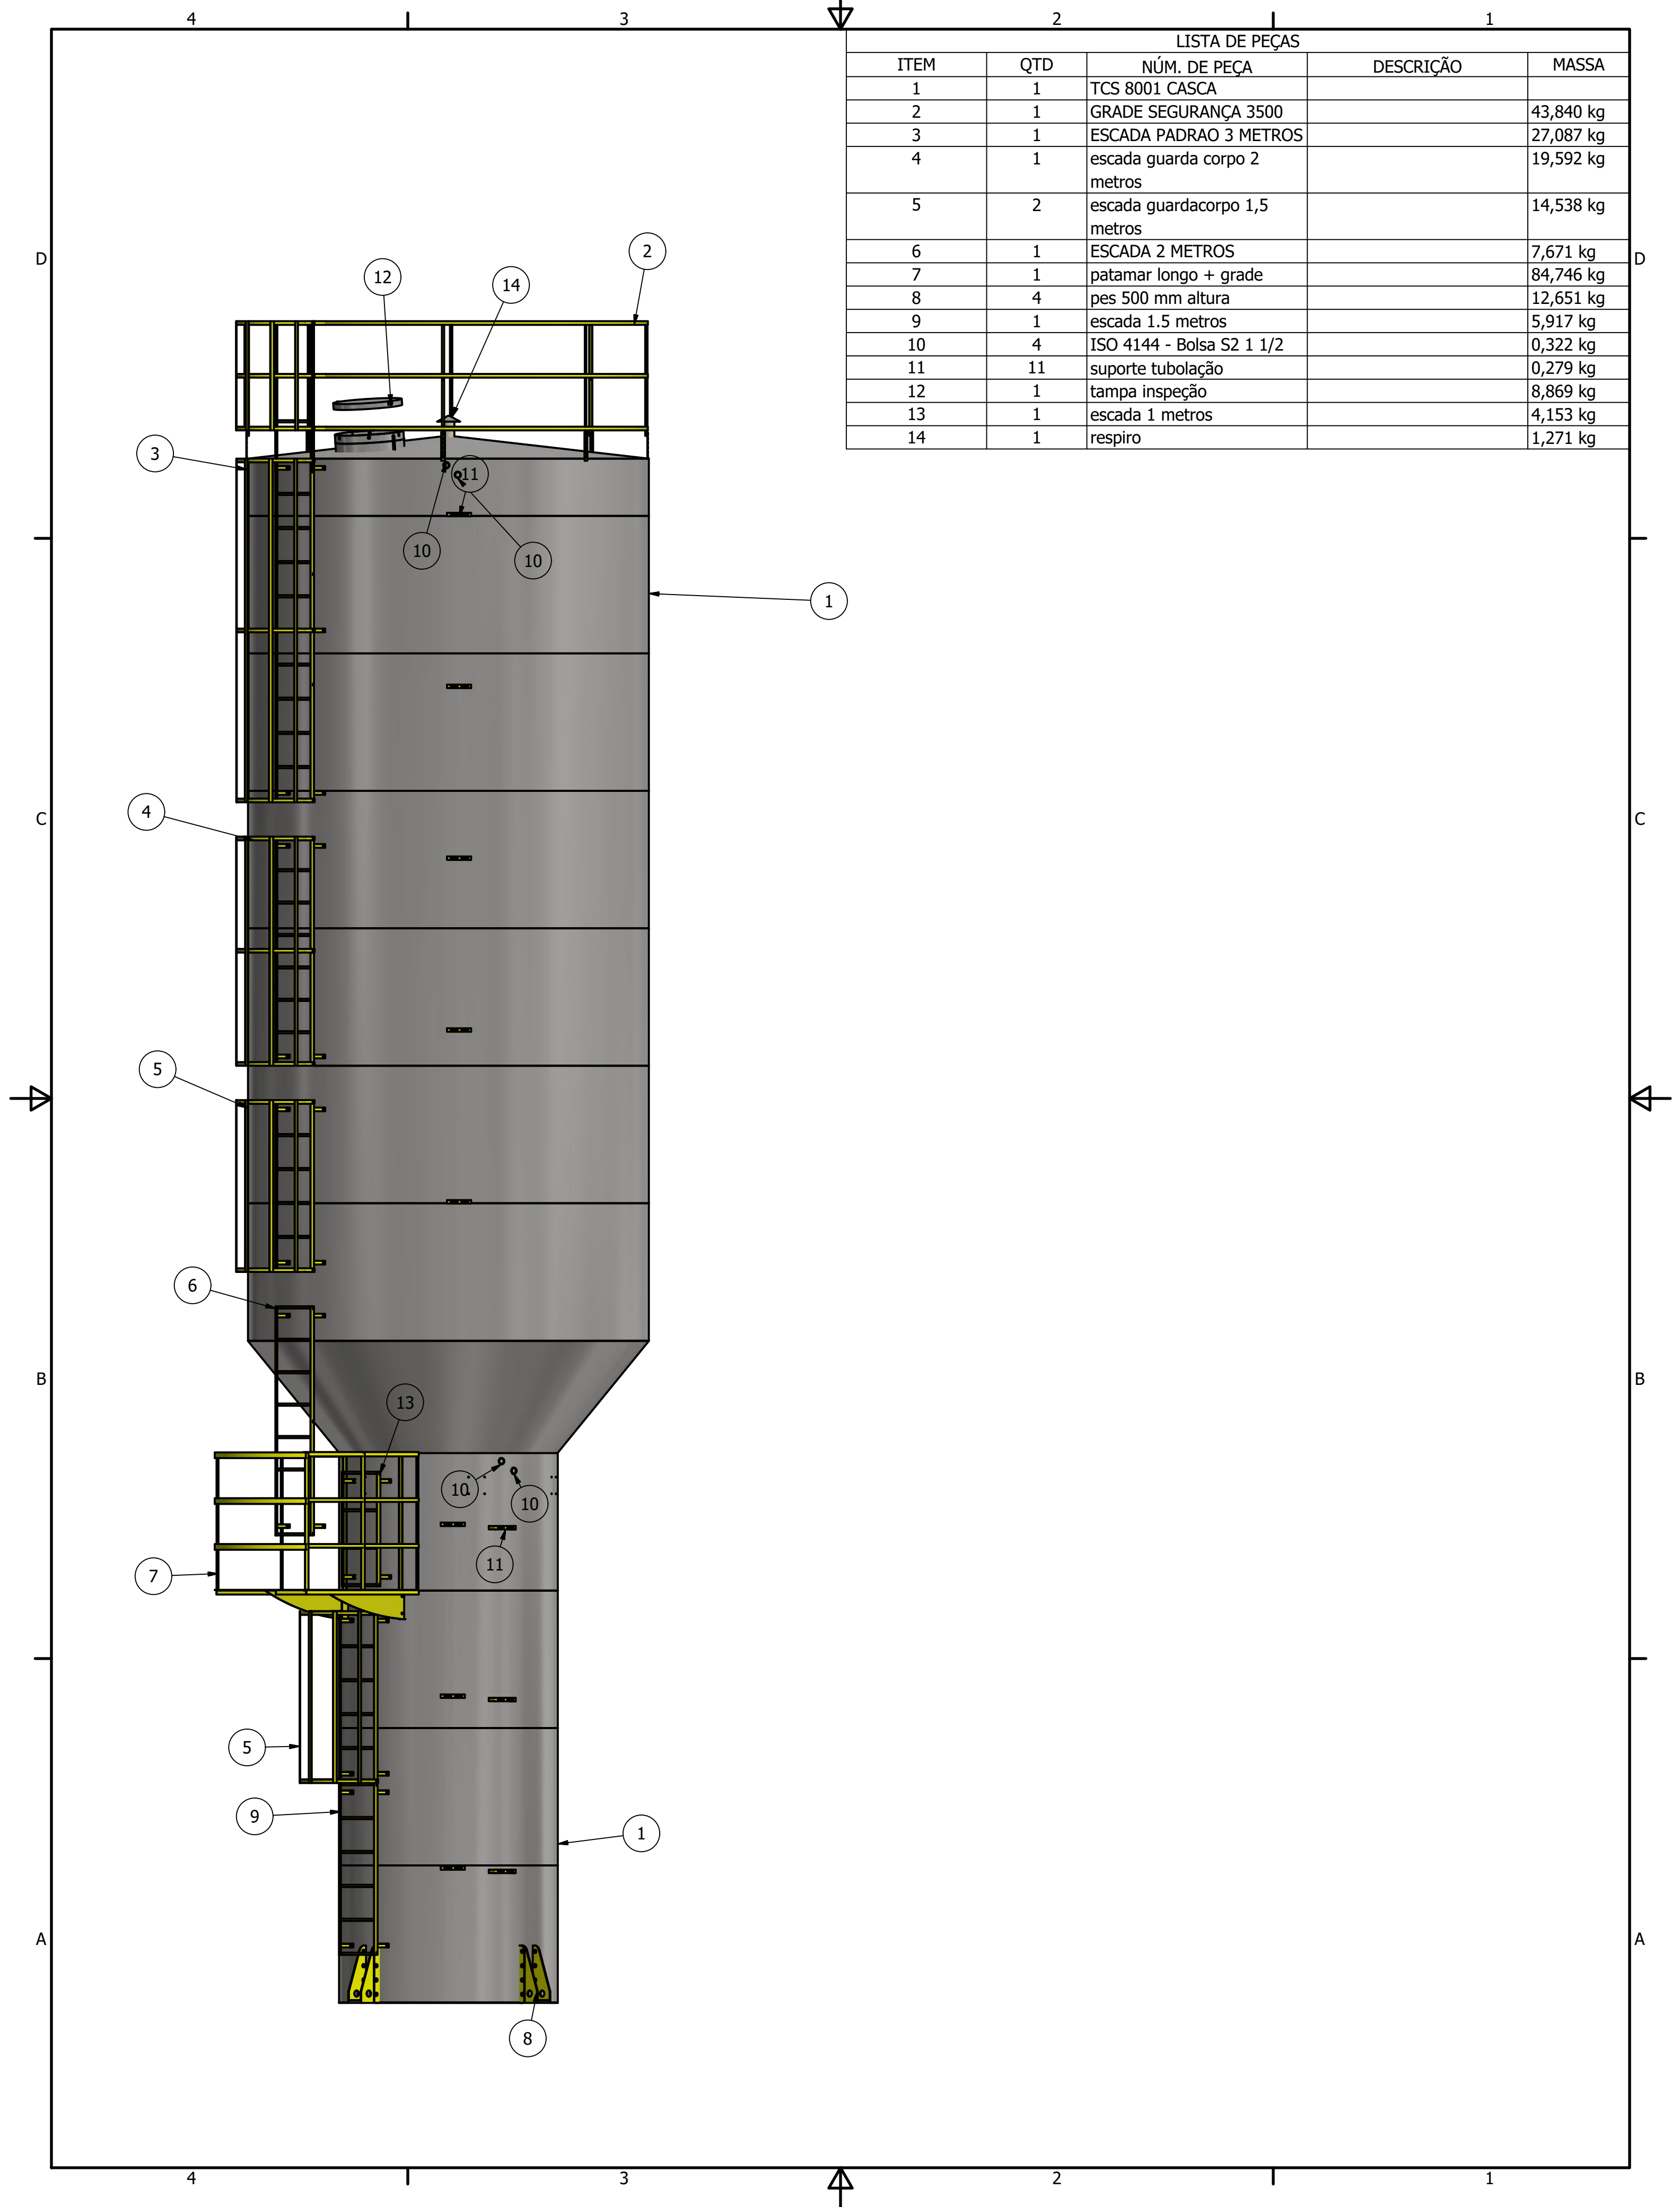 4 3 2 1
LISTA DE PEÇAS
ITEM QTD NÚM. DE PEÇA DESCRIÇÃO MASSA
1 1 TCS 8001 CASCA
2 1 GRADE SEGURANÇA 3500 43,840 kg
3 1 ESCADA PADRAO 3 METROS 27,087 kg
4 1 escada guarda corpo 2 19,592 kg
metros
5 2 escada guardacorpo 1,5 14,538 kg
metros
6 1 ESCADA 2 METROS 7,671 kg
7 1 patamar longo + grade 84,746 kg
8 4 pes 500 mm altura 12,651 kg
9 1 escada 1.5 metros 5,917 kg
10 4 ISO 4144 - Bolsa S2 1 1/2 0,322 kg
11 11 suporte tubolação 0,279 kg
12 1 tampa inspeção 8,869 kg
13 1 escada 1 metros 4,153 kg
14 1 respiro 1,271 kg
D D
2
12
14
3
11
10
10
1
4
C C
5
6
B B
13
10
10
11
7
5
9
1
A A
8
4 3 2 1